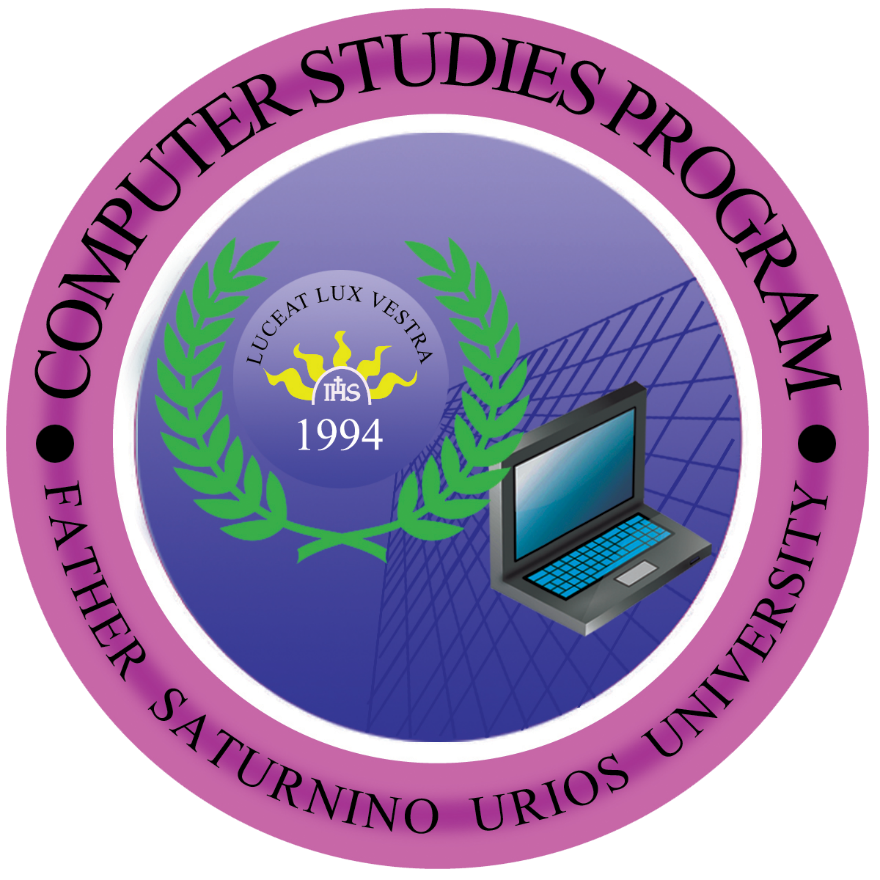 COMPUTER STUDIES PROGRAM
LUCEAT LUX VESTRA
IHS
1994
FATHER SATURNINO URIOS UNIVERSITY